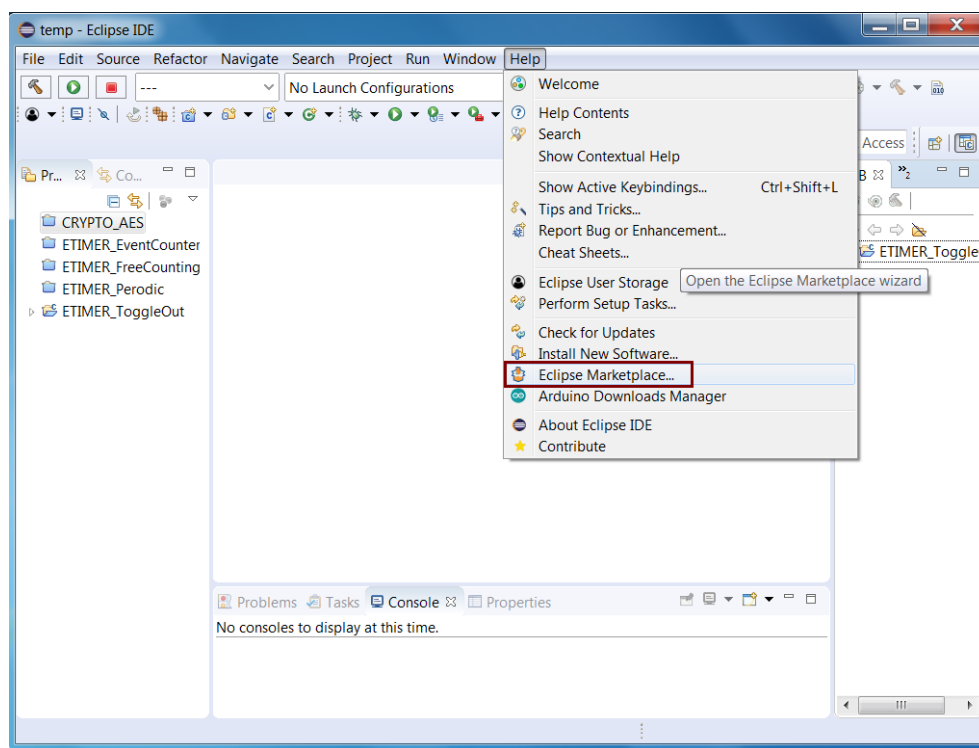 temp - Eclipse IDE
File Edit Source Refactor Navigate Search Project Run Window Help
--- No Launch Configurations
Welcome
Help Contents
Search
Show Contextual Help
Show Active Keybindings... Ctrl+Shift+L
Tips and Tricks...
Report Bug or Enhancement...
Cheat Sheets...
Eclipse User Storage
Open the Eclipse Marketplace wizard
Perform Setup Tasks...
Check for Updates
Install New Software...
Eclipse Marketplace...
Arduino Downloads Manager
About Eclipse IDE
Contribute
010
Access
Pr... Co...
CRYPTO_AES
ETIMER_EventCounter
ETIMER_FreeCounting
ETIMER_Perodic
ETIMER_ToggleOut
B »2
ETIMER_Toggle
Problems Tasks Console Properties
No consoles to display at this time.